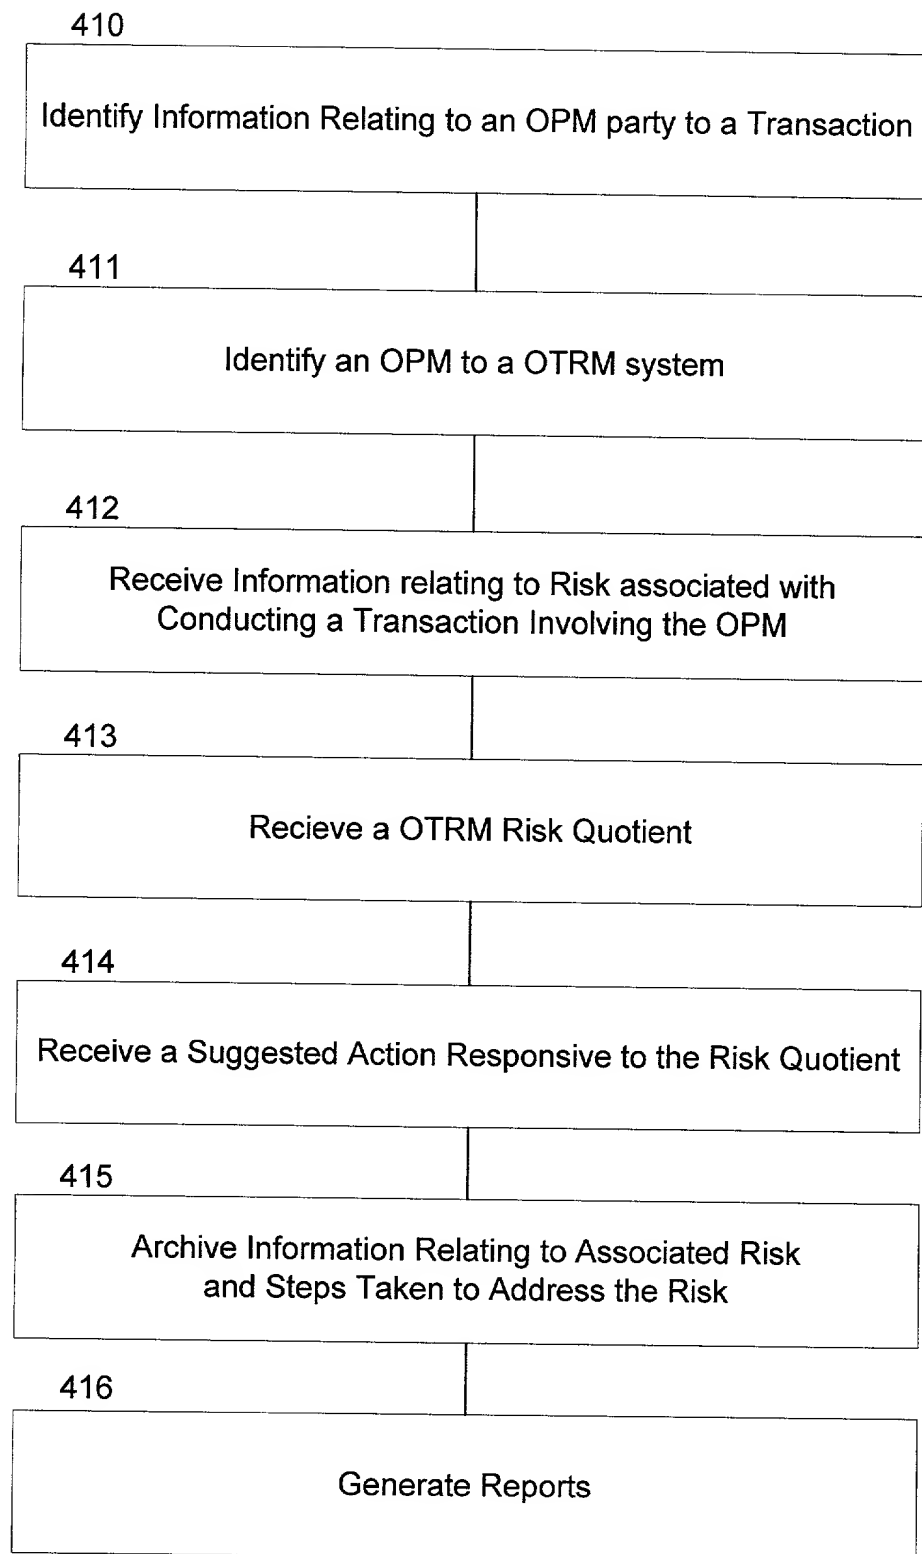 410
Identify Information Relating to an OPM party to a Transaction
411
Identify an OPM to a OTRM system
412
Receive Information relating to Risk associated with
Conducting a Transaction Involving the OPM
413
Recieve a OTRM Risk Quotient
414
Receive a Suggested Action Responsive to the Risk Quotient
415
Archive Information Relating to Associated Risk
and Steps Taken to Address the Risk
416
Generate Reports